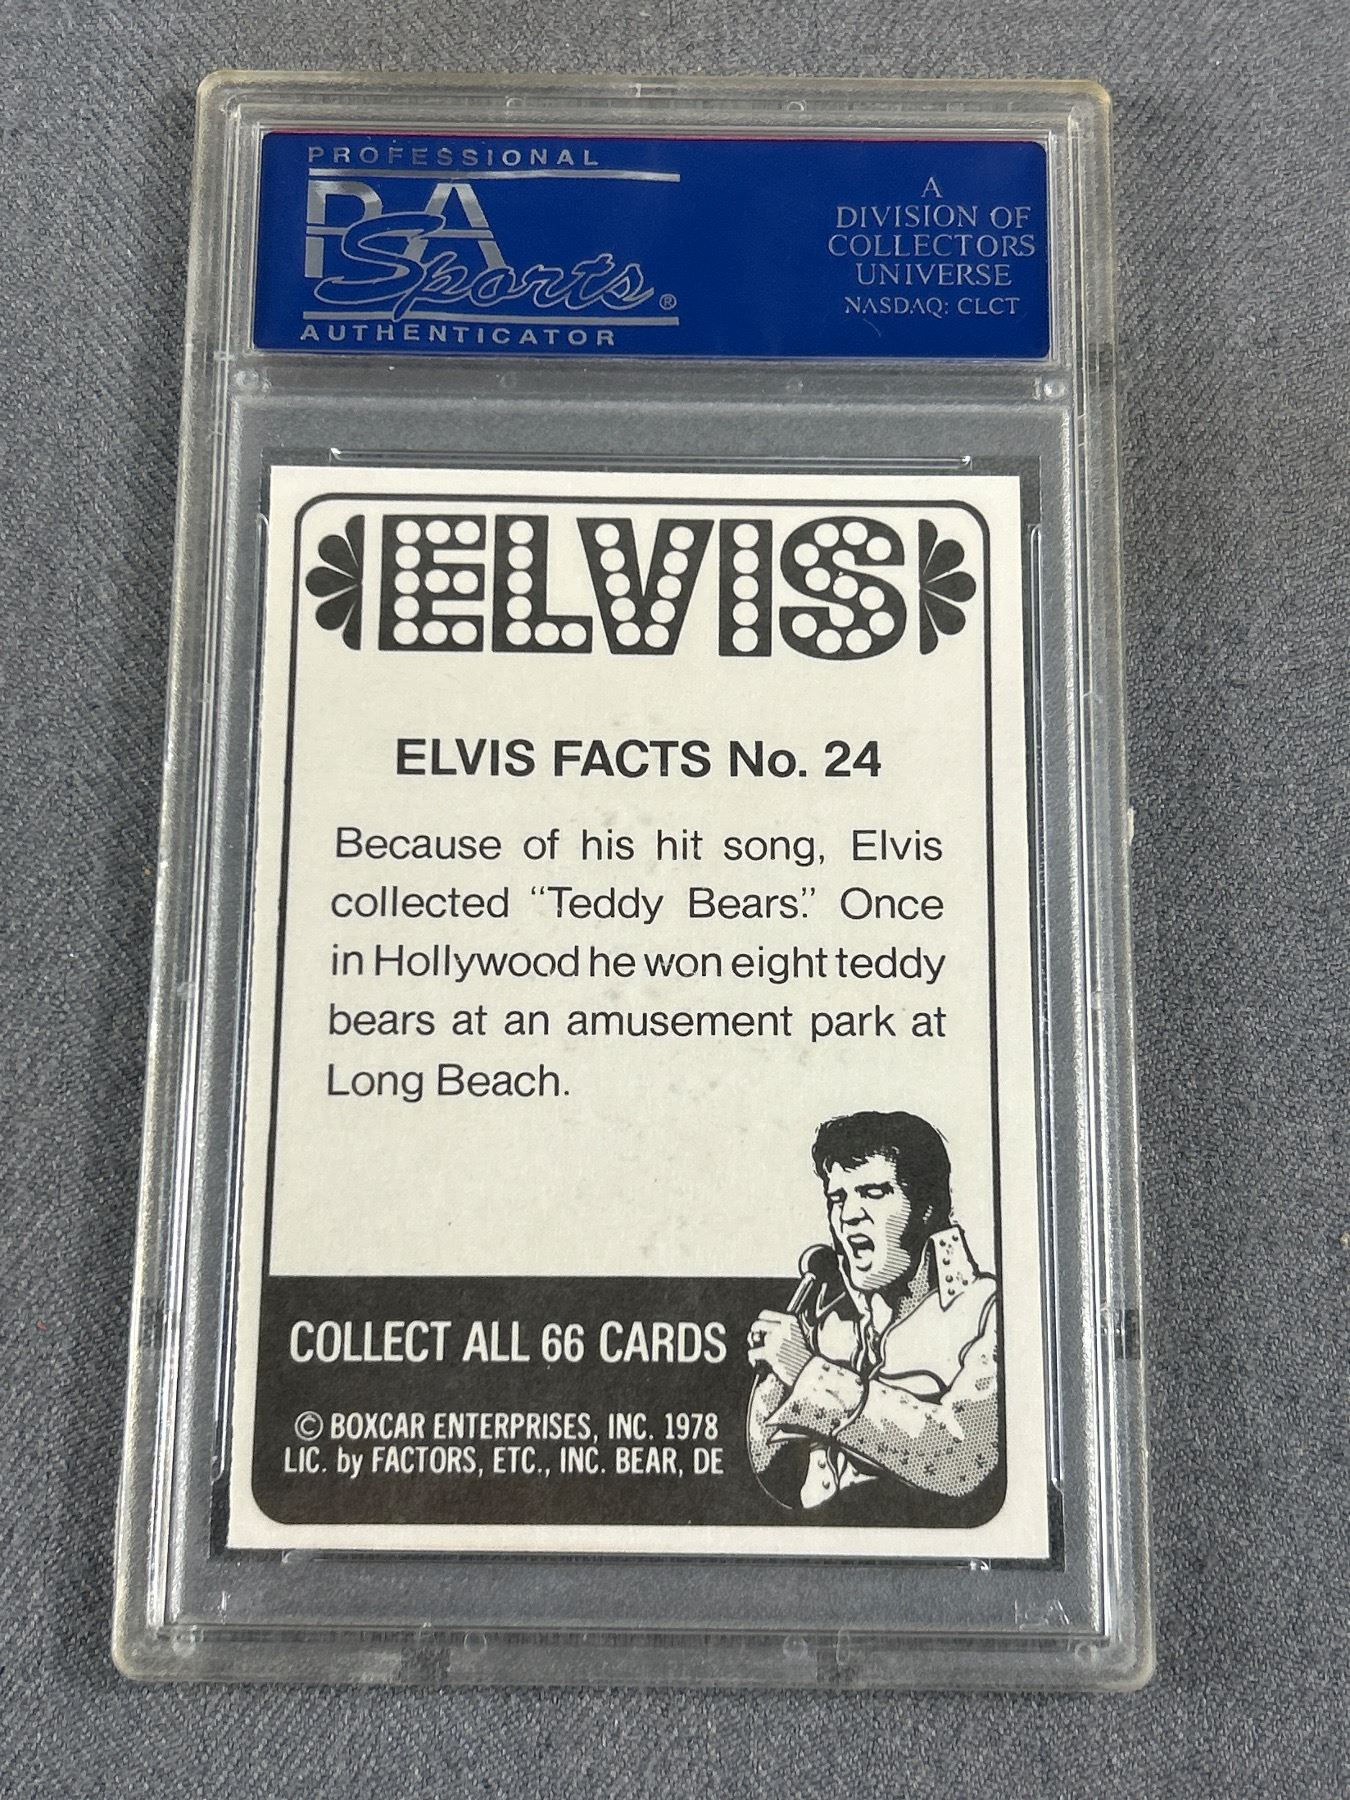 PROFESSIONAL
PSA
Sports®
AUTHENTICATOR
A
DIVISION OF
COLLECTORS
UNIVERSE
NASDAQ: CLCT
ELVIS
ELVIS FACTS No. 24
Because of his hit song, Elvis
collected “Teddy Bears.” Once
in Hollywood he won eight teddy
bears at an amusement park at
Long Beach.
COLLECT ALL 66 CARDS
© BOXCAR ENTERPRISES, INC. 1978
LIC. by FACTORS, ETC., INC. BEAR, DE